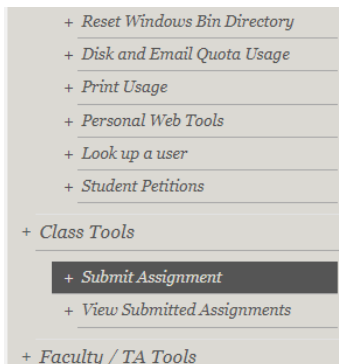 + Reset Windows Bin Directory
+ Disk and Email Quota Usage
+ Print Usage
+ Personal Web Tools
+ Look up a user
+ Student Petitions
+ Class Tools
+ Submit Assignment
+ View Submitted Assignments
+ Faculty / TA Tools